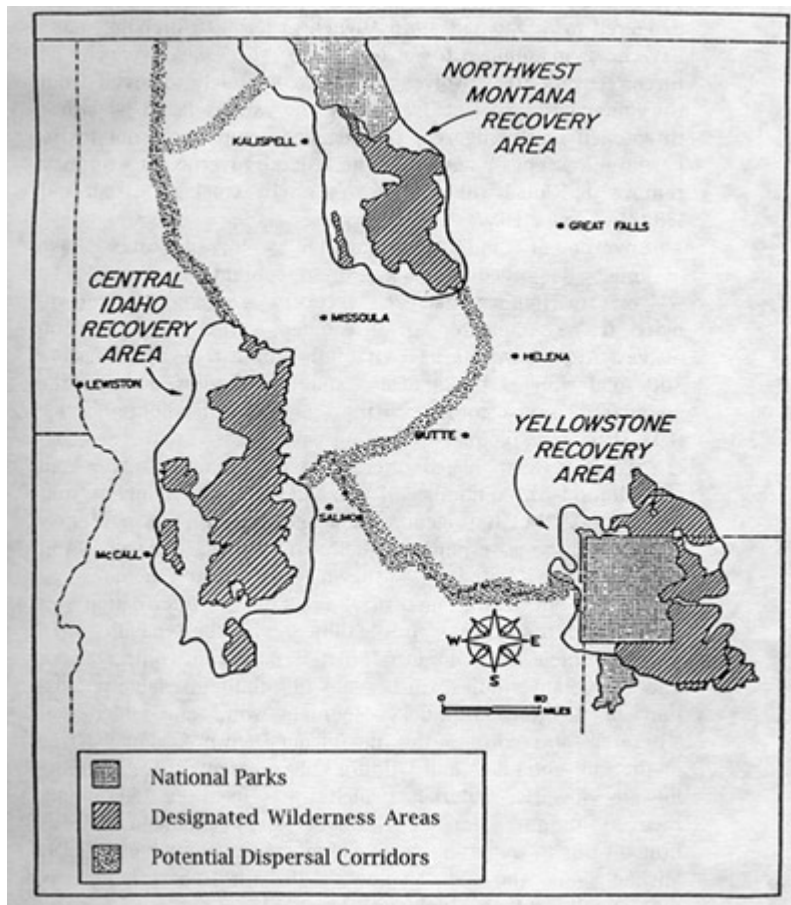 NORTHWEST
MONTANA
RECOVERY
AREA
KALISPELL
GREAT FALLS
CENTRAL
IDAHO
RECOVERY
AREA
MISSOULA
HELENA
LEWISTON
BUTTE
YELLOWSTONE
RECOVERY
AREA
SALMON
McCALL
W E
S
0 80
MILES
National Parks
Designated Wilderness Areas
Potential Dispersal Corridors